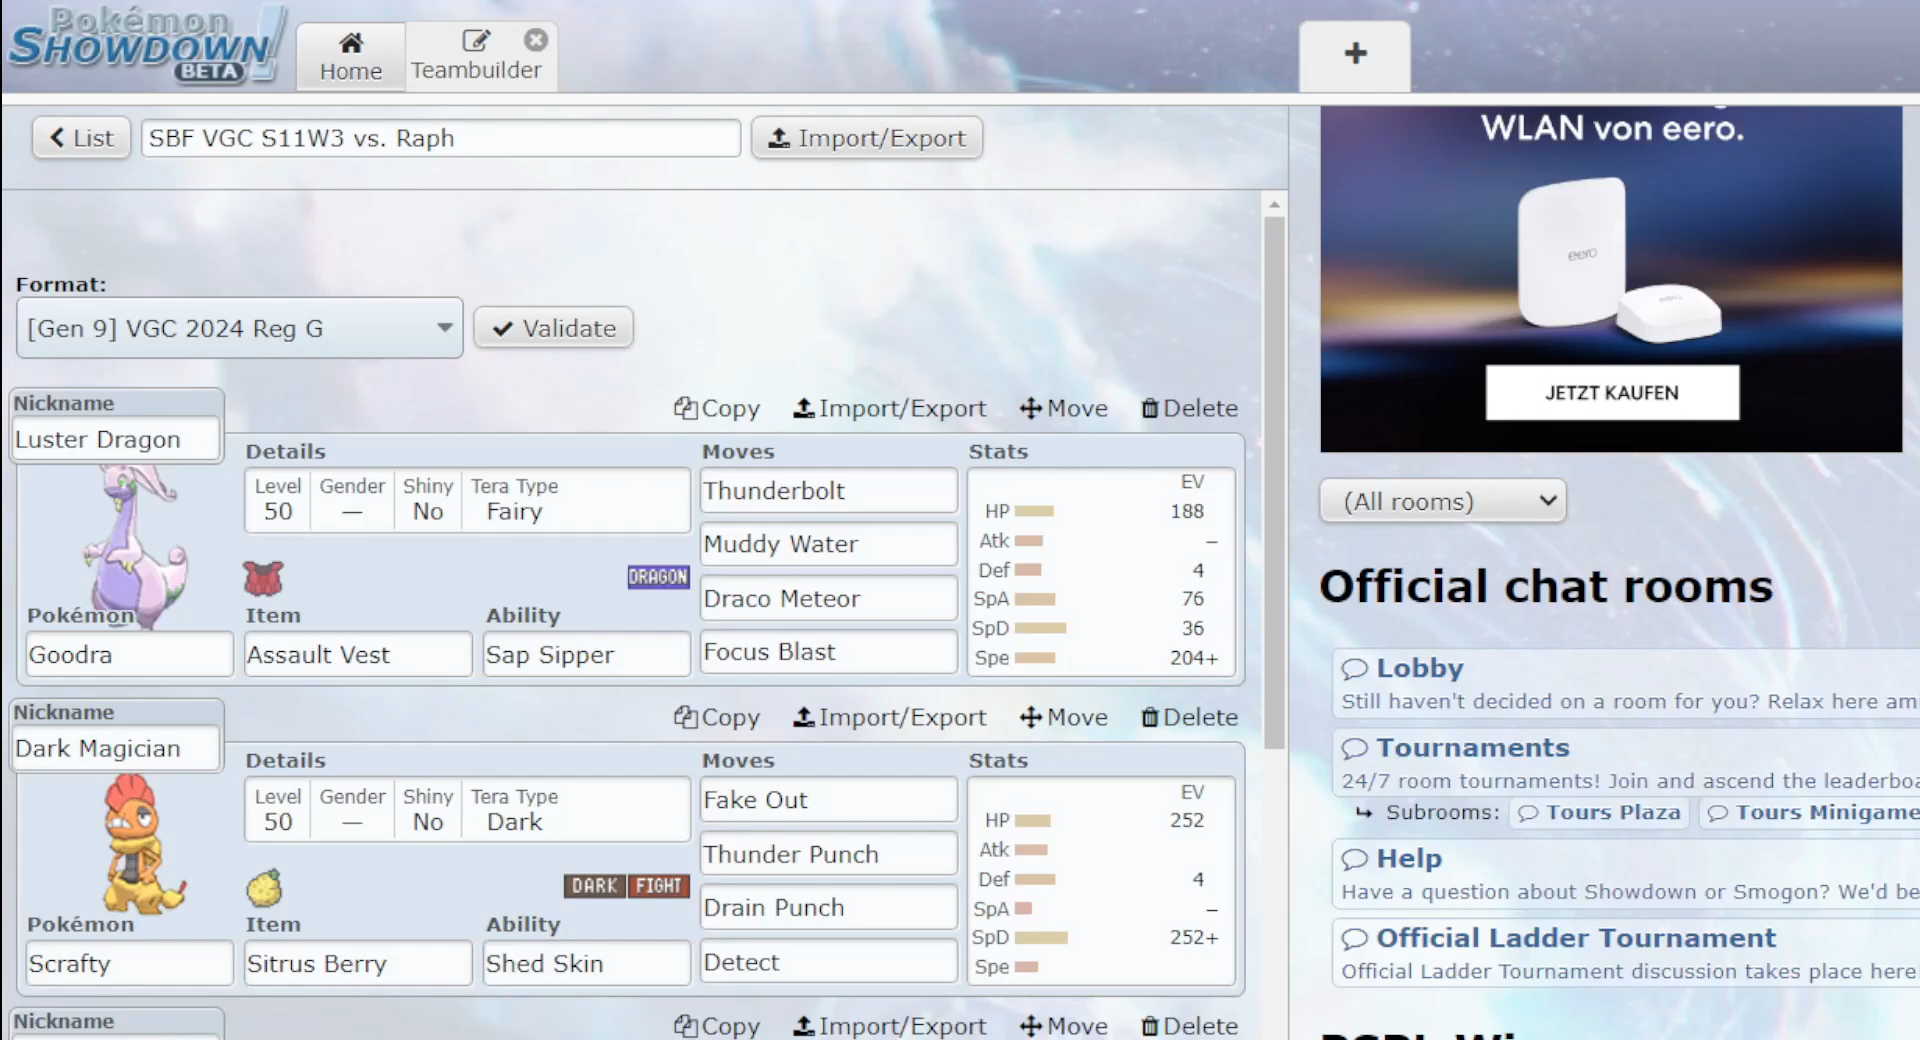 Pokémon
SHOWDOWN!
BETA
Home
Teambuilder
List
SBF VGC S11W3 vs. Raph
Import/Export
Format:
[Gen 9] VGC 2024 Reg G
Validate
Nickname
Luster Dragon
Copy
Import/Export
Move
Delete
Details
Level
50
Gender
—
Shiny
No
Tera Type
Fairy
DRAGON
Pokémon
Goodra
Item
Assault Vest
Ability
Sap Sipper
Moves
Thunderbolt
Muddy Water
Draco Meteor
Focus Blast
Stats
EV
HP 188
Atk –
Def 4
SpA 76
SpD 36
Spe 204+
Nickname
Dark Magician
Copy
Import/Export
Move
Delete
Details
Level
50
Gender
—
Shiny
No
Tera Type
Dark
DARK FIGHT
Pokémon
Scrafty
Item
Sitrus Berry
Ability
Shed Skin
Moves
Fake Out
Thunder Punch
Drain Punch
Detect
Stats
EV
HP 252
Atk
Def 4
SpA –
SpD 252+
Spe
Nickname
Copy
Import/Export
Move
Delete
WLAN von eero.
eero
JETZT KAUFEN
(All rooms)
Official chat rooms
Lobby
Still haven't decided on a room for you? Relax here am
Tournaments
24/7 room tournaments! Join and ascend the leaderboa
Subrooms: Tours Plaza Tours Minigame
Help
Have a question about Showdown or Smogon? We'd be
Official Ladder Tournament
Official Ladder Tournament discussion takes place here